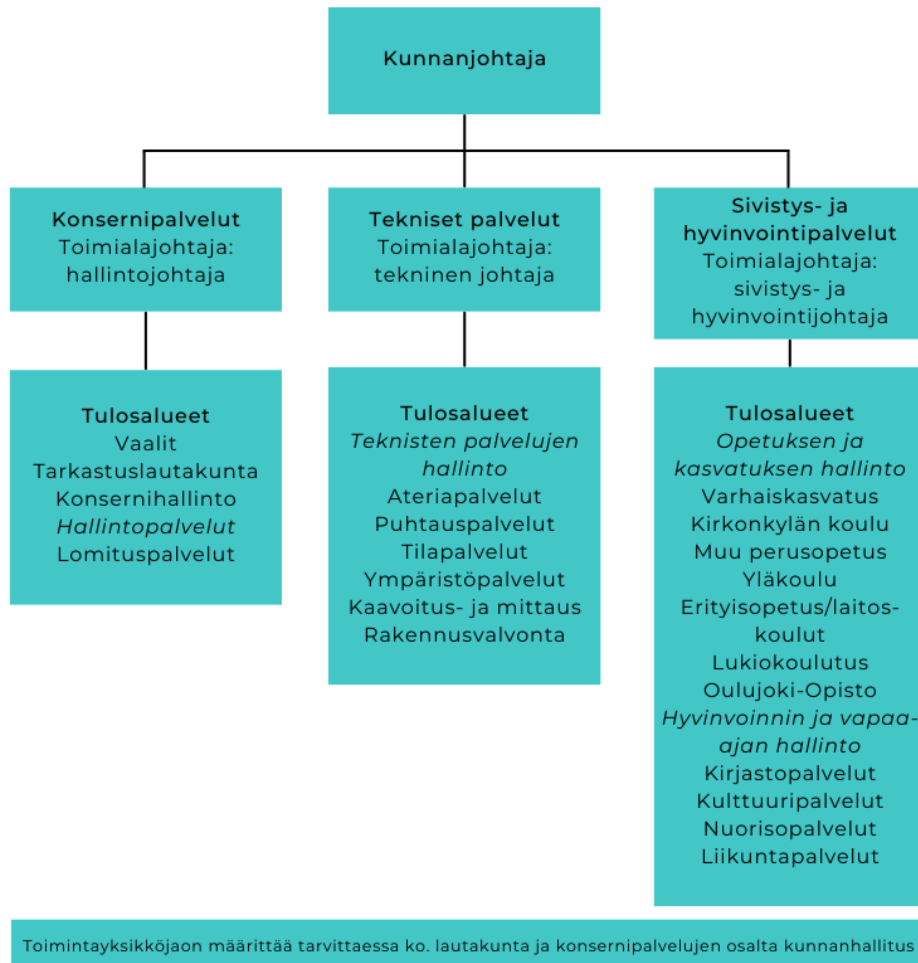 Kunnanjohtaja
Konsernipalvelut
Toimialajohtaja:
hallintojohtaja
Tekniset palvelut
Toimialajohtaja:
tekninen johtaja
Sivistys- ja
hyvinvointipalvelut
Toimialajohtaja:
sivistys- ja
hyvinvointijohtaja
Tulosalueet
Vaalit
Tarkastuslautakunta
Konsernihallinto
Hallintopalvelut
Lomituspalvelut
Tulosalueet
Teknisten palvelujen
hallinto
Ateriapalvelut
Puhtauspalvelut
Tilapalvelut
Ympäristöpalvelut
Kaavoitus- ja mittaus
Rakennusvalvonta
Tulosalueet
Opetuksen ja
kasvatuksen hallinto
Varhaiskasvatus
Kirkonkylän koulu
Muu perusopetus
Yläkoulu
Erityisopetus/laitos-
koulut
Lukiokoulutus
Oulujoki-Opisto
Hyvinvoinnin ja vapaa-
ajan hallinto
Kirjastopalvelut
Kulttuuripalvelut
Nuorisopalvelut
Liikuntapalvelut
Toimintayksikköjaon määrittää tarvittaessa ko. lautakunta ja konsernipalvelujen osalta kunnanhallitus